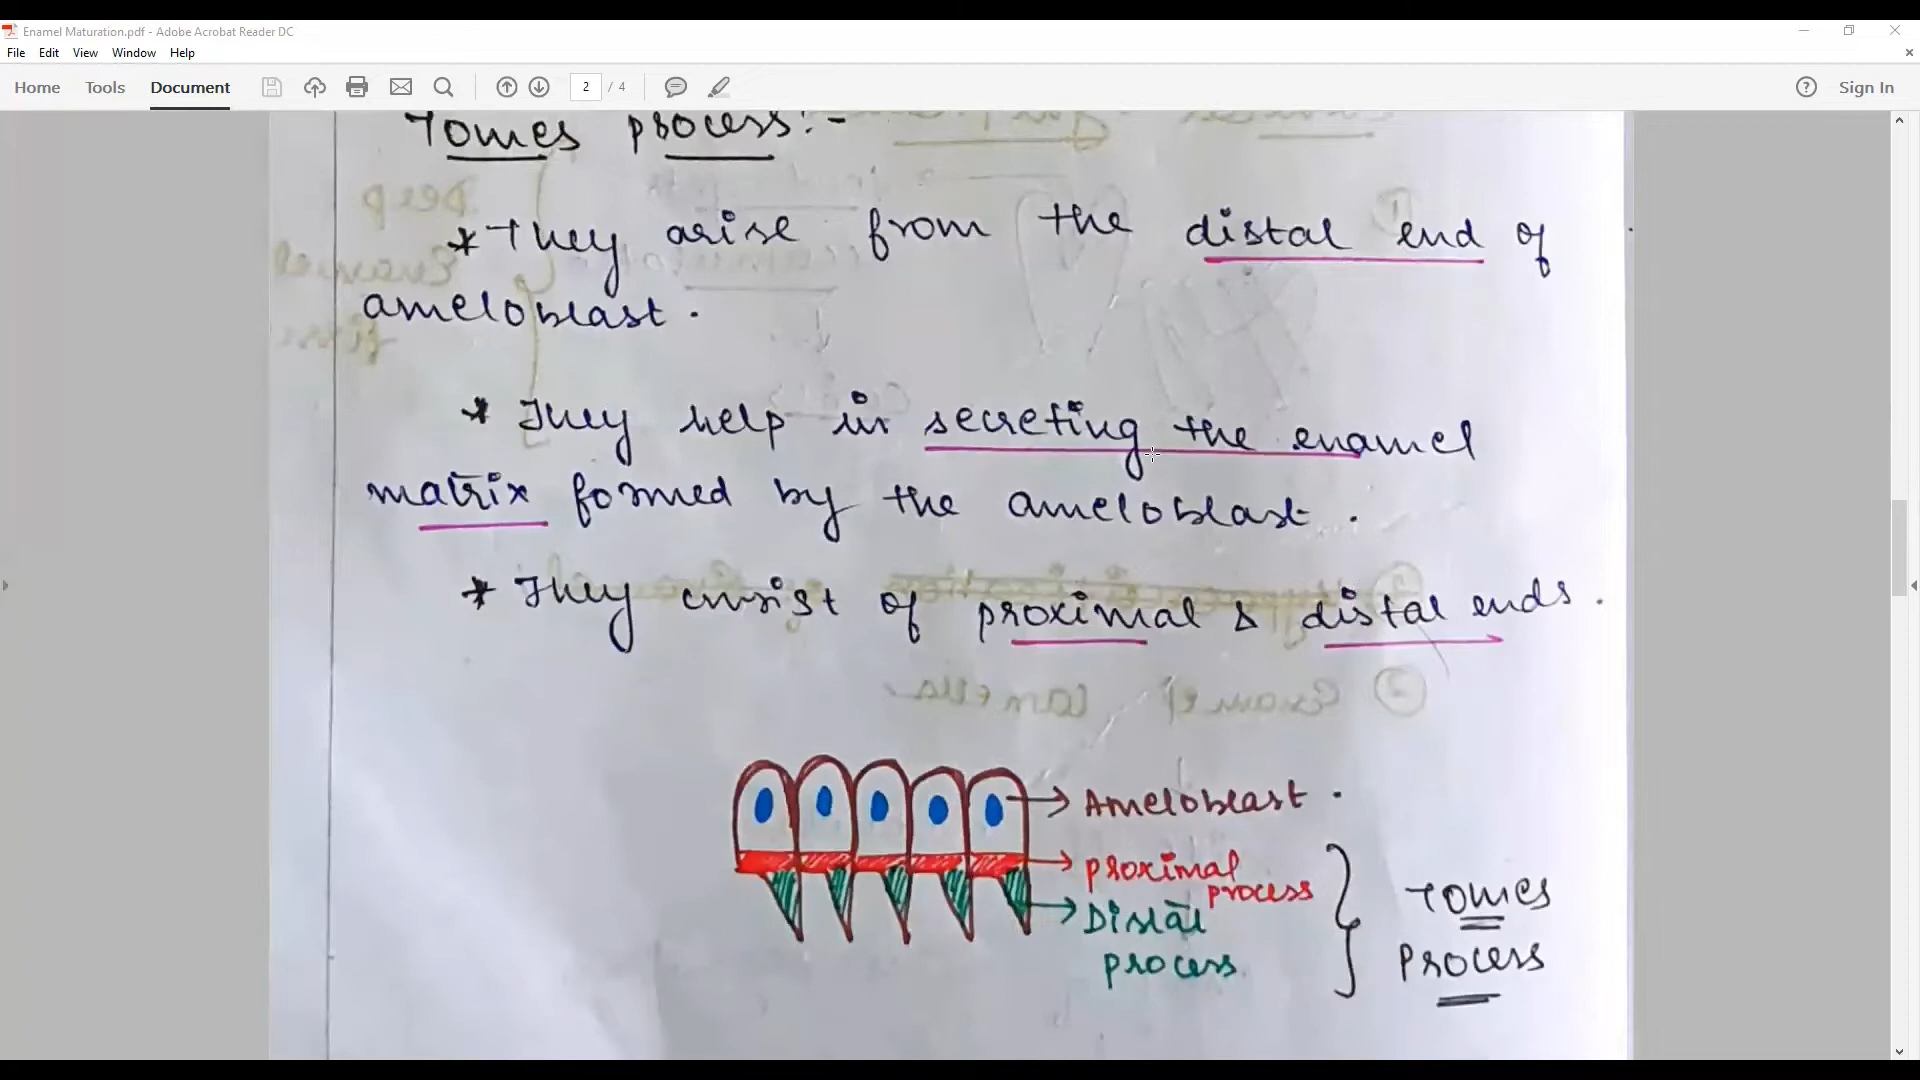 Enamel Maturation.pdf - Adobe Acrobat Reader DC
File Edit View Window Help
Home Tools Document 2 / 4 Sign In
Tomes process:-
* They arise from the distal end of
ameloblast.
* They help in secreting the enamel
matrix formed by the ameloblast.
* They consist of proximal & distal ends.
Ameloblast.
proximal
process
Distal
process
Tomes
Process